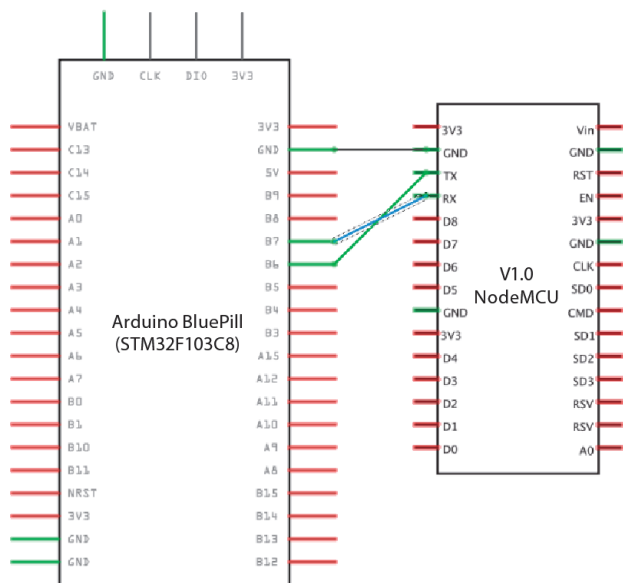 GND CLK DIO 3V3
VBAT
C13
C14
C15
A0
A1
A2
A3
A4
A5
A6
A7
B0
B1
B10
B11
NRST
3V3
GND
GND
Arduino BluePill
(STM32F103C8)
3V3
GND
5V
B9
B8
B7
B6
B5
B4
B3
A15
A12
A11
A10
A9
A8
B15
B14
B13
B12
3V3
GND
TX
RX
D8
D7
D6
D5
GND
3V3
D4
D3
D2
D1
D0
V1.0
NodeMCU
Vin
GND
RST
EN
3V3
GND
CLK
SD0
CMD
SD1
SD2
SD3
RSV
RSV
A0